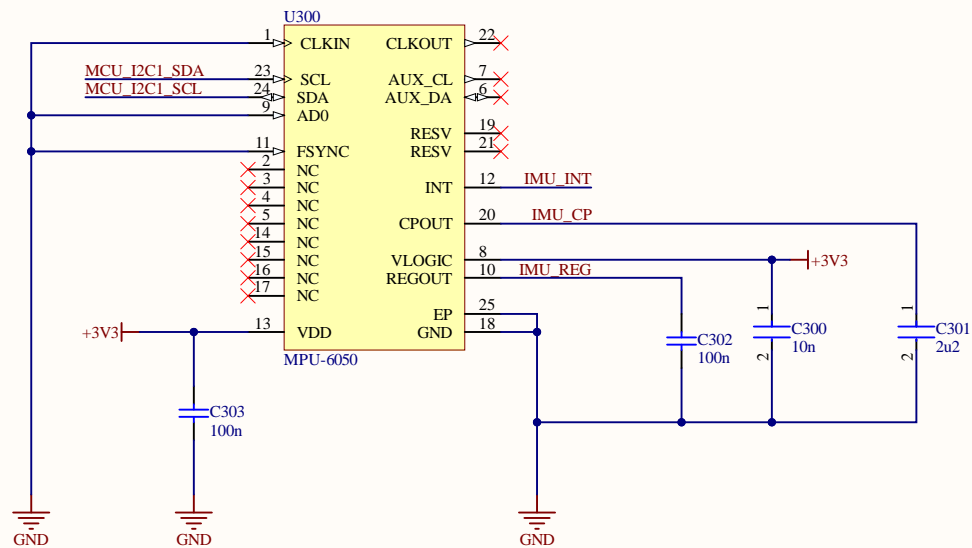 U300
1 CLKIN CLKOUT 22
MCU_I2C1_SDA 23 SCL AUX_CL 7
MCU_I2C1_SCL 24 SDA AUX_DA 6
9 AD0
RESV 19
11 FSYNC RESV 21
2 NC
3 NC INT 12 IMU_INT
4 NC
5 NC CPOUT 20 IMU_CP
14 NC
15 NC VLOGIC 8 +3V3
16 NC REGOUT 10 IMU_REG
17 NC
EP 25
+3V3 13 VDD GND 18
MPU-6050
1 1
C302 C300 C301
100n 10n 2u2
2 2
C303
100n
GND GND GND